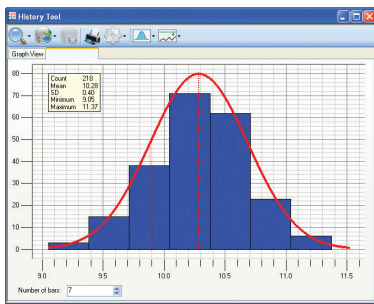 History Tool
Graph View
80
70
60
50
40
30
20
10
0
Count 218
Mean 10.28
SD 0.40
Minimum 9.05
Maximum 11.37
9.0 9.5 10.0 10.5 11.0 11.5
Number of bars: 7